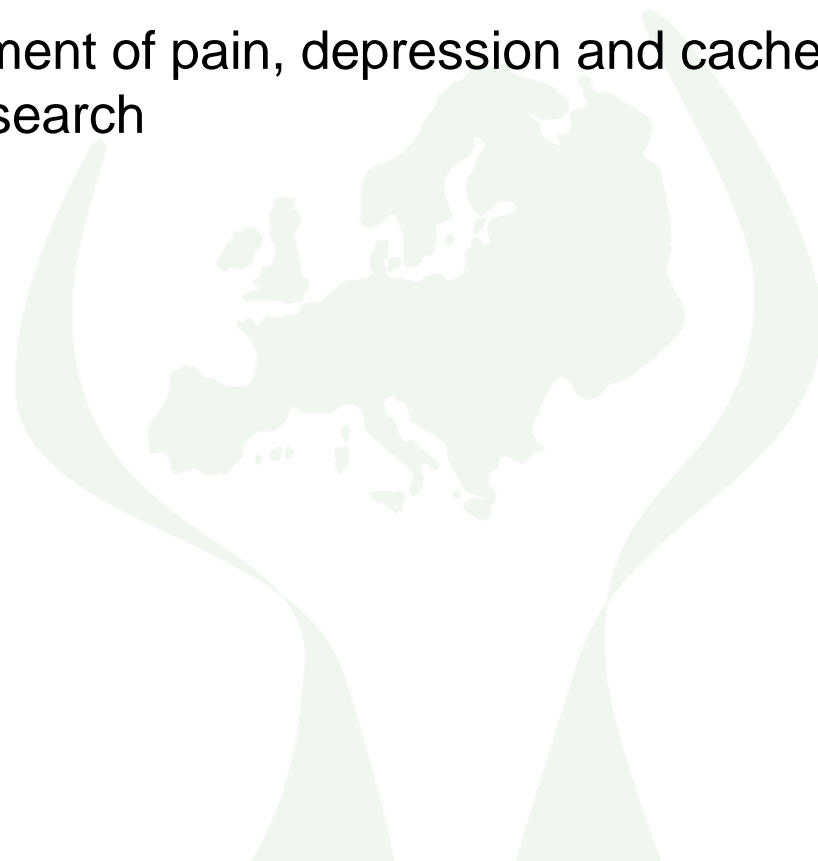 ment of pain, depression and cache
search